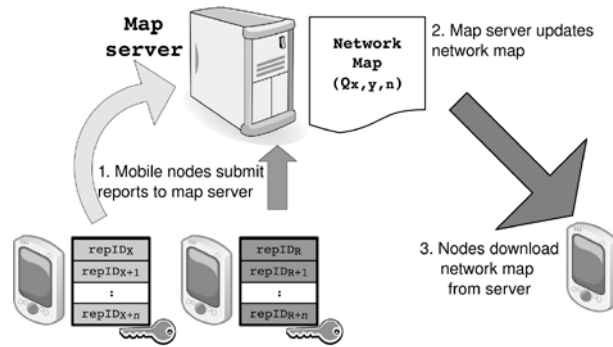 Map
server
Network
Map
(Qx,y,n)
2. Map server updates
network map
1. Mobile nodes submit
reports to map server
repIDX
repIDX+1
:
repIDX+n
repIDR
repIDR+1
:
repIDR+n
3. Nodes download
network map
from server